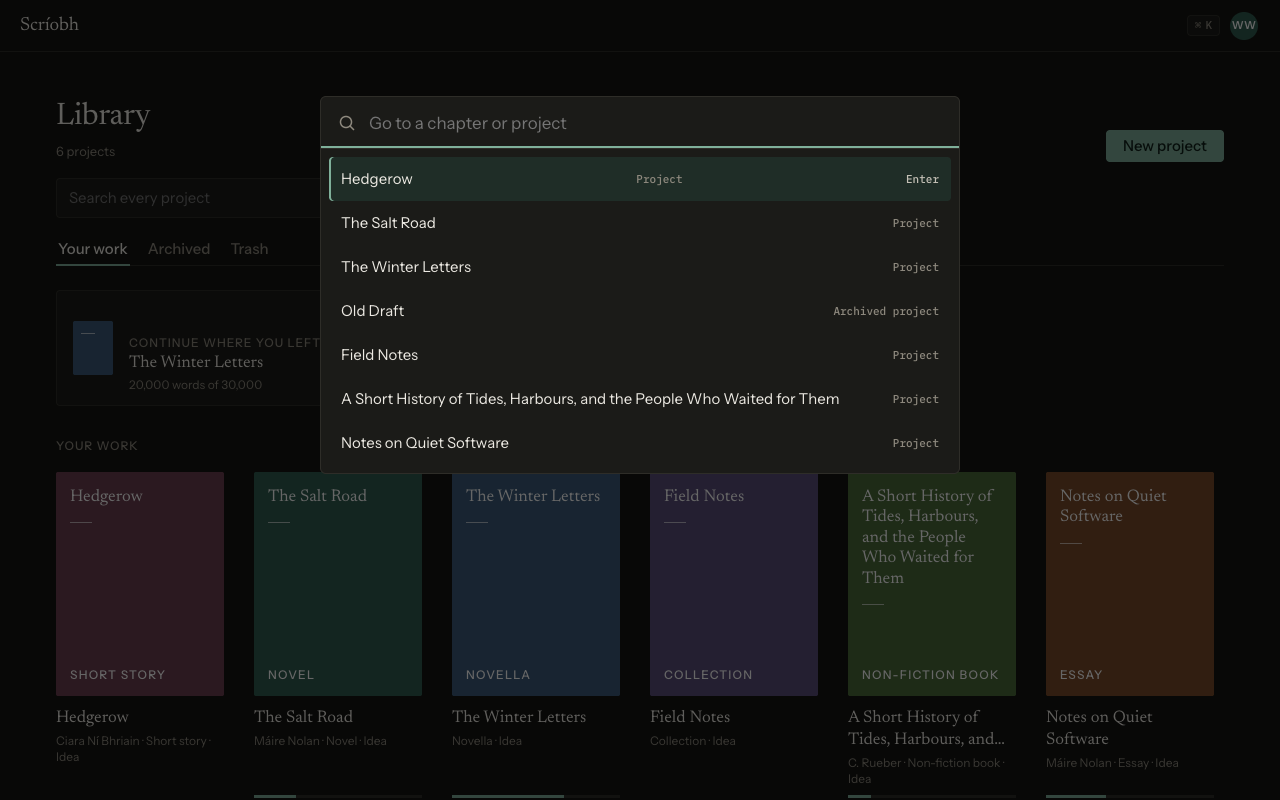 Scríobh
⌘ K
WW
Library
6 projects
New project
Search every project
Your work
Archived
Trash
CONTINUE WHERE YOU LEFT
The Winter Letters
20,000 words of 30,000
Go to a chapter or project
Hedgerow Project Enter
The Salt Road Project
The Winter Letters Project
Old Draft Archived project
Field Notes Project
A Short History of Tides, Harbours, and the People Who Waited for Them Project
Notes on Quiet Software Project
YOUR WORK
Hedgerow
SHORT STORY
Hedgerow
Ciara Ní Bhriain · Short story ·
Idea
The Salt Road
NOVEL
The Salt Road
Máire Nolan · Novel · Idea
The Winter Letters
NOVELLA
The Winter Letters
Novella · Idea
Field Notes
COLLECTION
Field Notes
Collection · Idea
A Short History of
Tides, Harbours,
and the People
Who Waited for
Them
NON-FICTION BOOK
A Short History of
Tides, Harbours, and...
C. Rueber · Non-fiction book ·
Idea
Notes on Quiet
Software
ESSAY
Notes on Quiet
Software
Máire Nolan · Essay · Idea